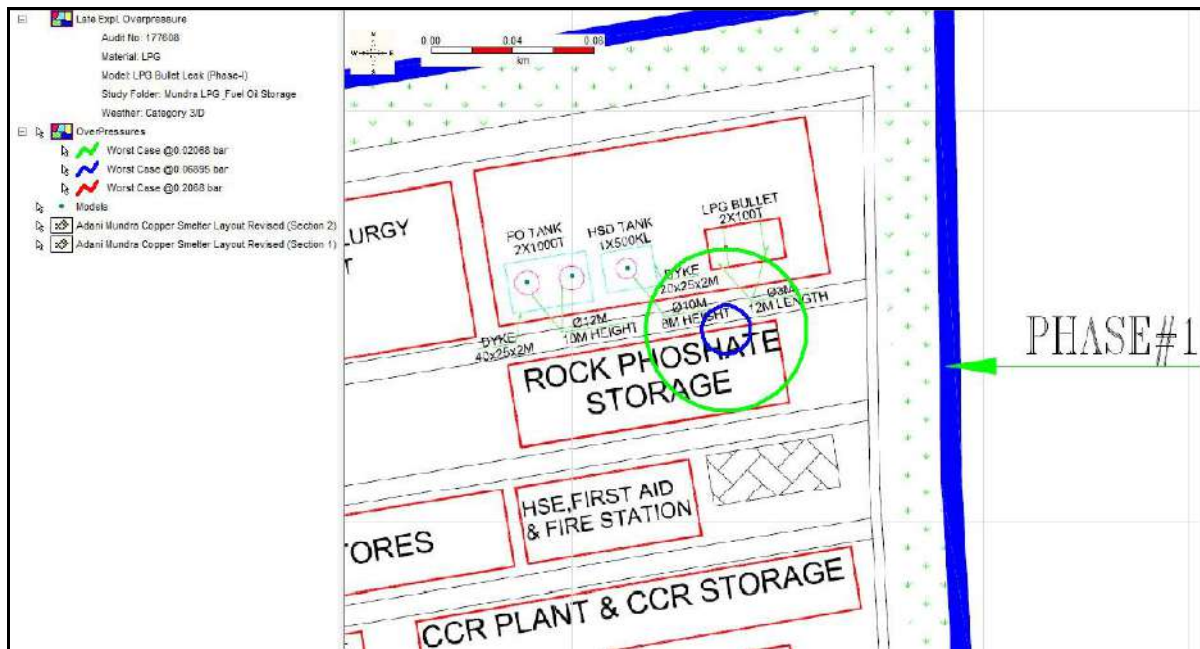 Late Expl. Overpressure
Audit No: 177608
Material: LPG
Model: LPG Bullet Leak (Phase-I)
Study Folder: Mundra LPG_Fuel Oil Storage
Weather: Category 3/D
OverPressures
Worst Case @0.02068 bar
Worst Case @0.06895 bar
Worst Case @0.2068 bar
Models
Adani Mundra Copper Smelter Layout Revised (Section 2)
Adani Mundra Copper Smelter Layout Revised (Section 1)
N
W E
S
0.00 0.04 0.08
km
LURGY
T
FO TANK
2X1000T
HSD TANK
1X500KL
LPG BULLET
2X100T
DYKE
20x25x2M
Ø12M
10M HEIGHT
Ø10M
8M HEIGHT
Ø3M
12M LENGTH
DYKE
40x25x2M
ROCK PHOSHATE
STORAGE
PHASE#1
HSE,FIRST AID
& FIRE STATION
TORES
CCR PLANT & CCR STORAGE